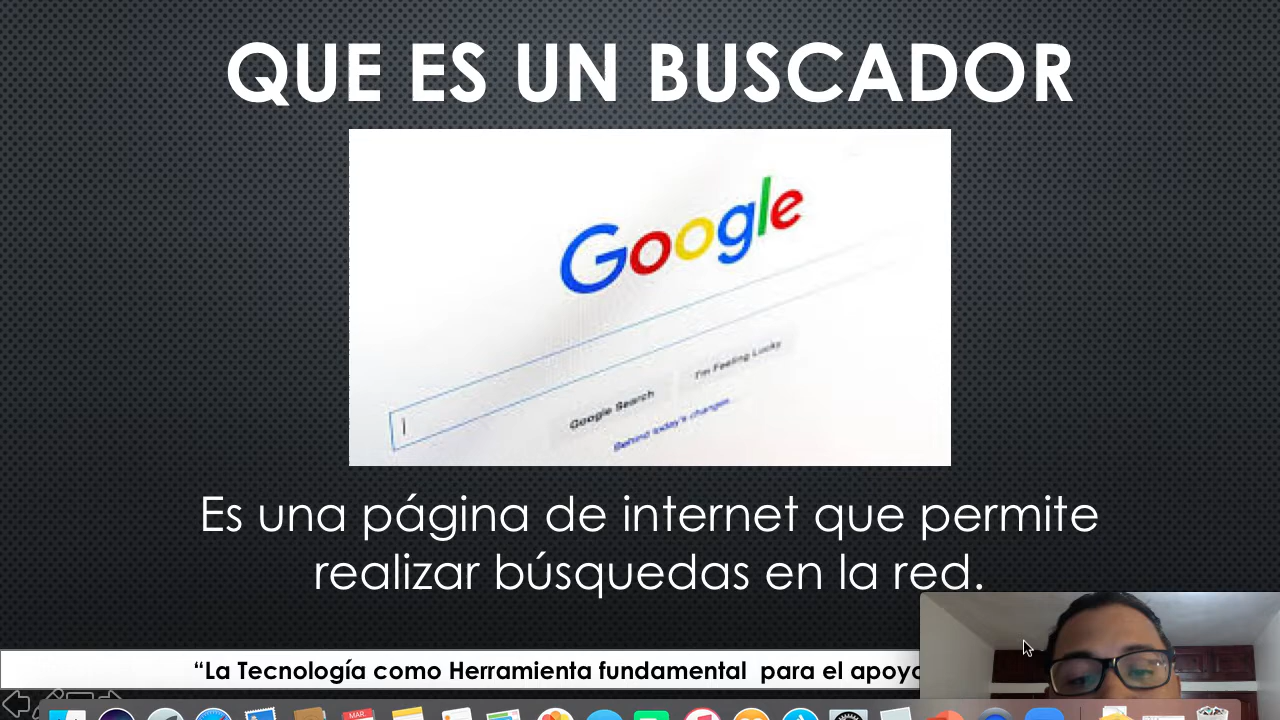 QUE ES UN BUSCADOR
Google
Google Search
I'm Feeling Lucky
Behind today's changes
Es una página de internet que permite
realizar búsquedas en la red.
“La Tecnología como Herramienta fundamental para el apoyo
MAR.